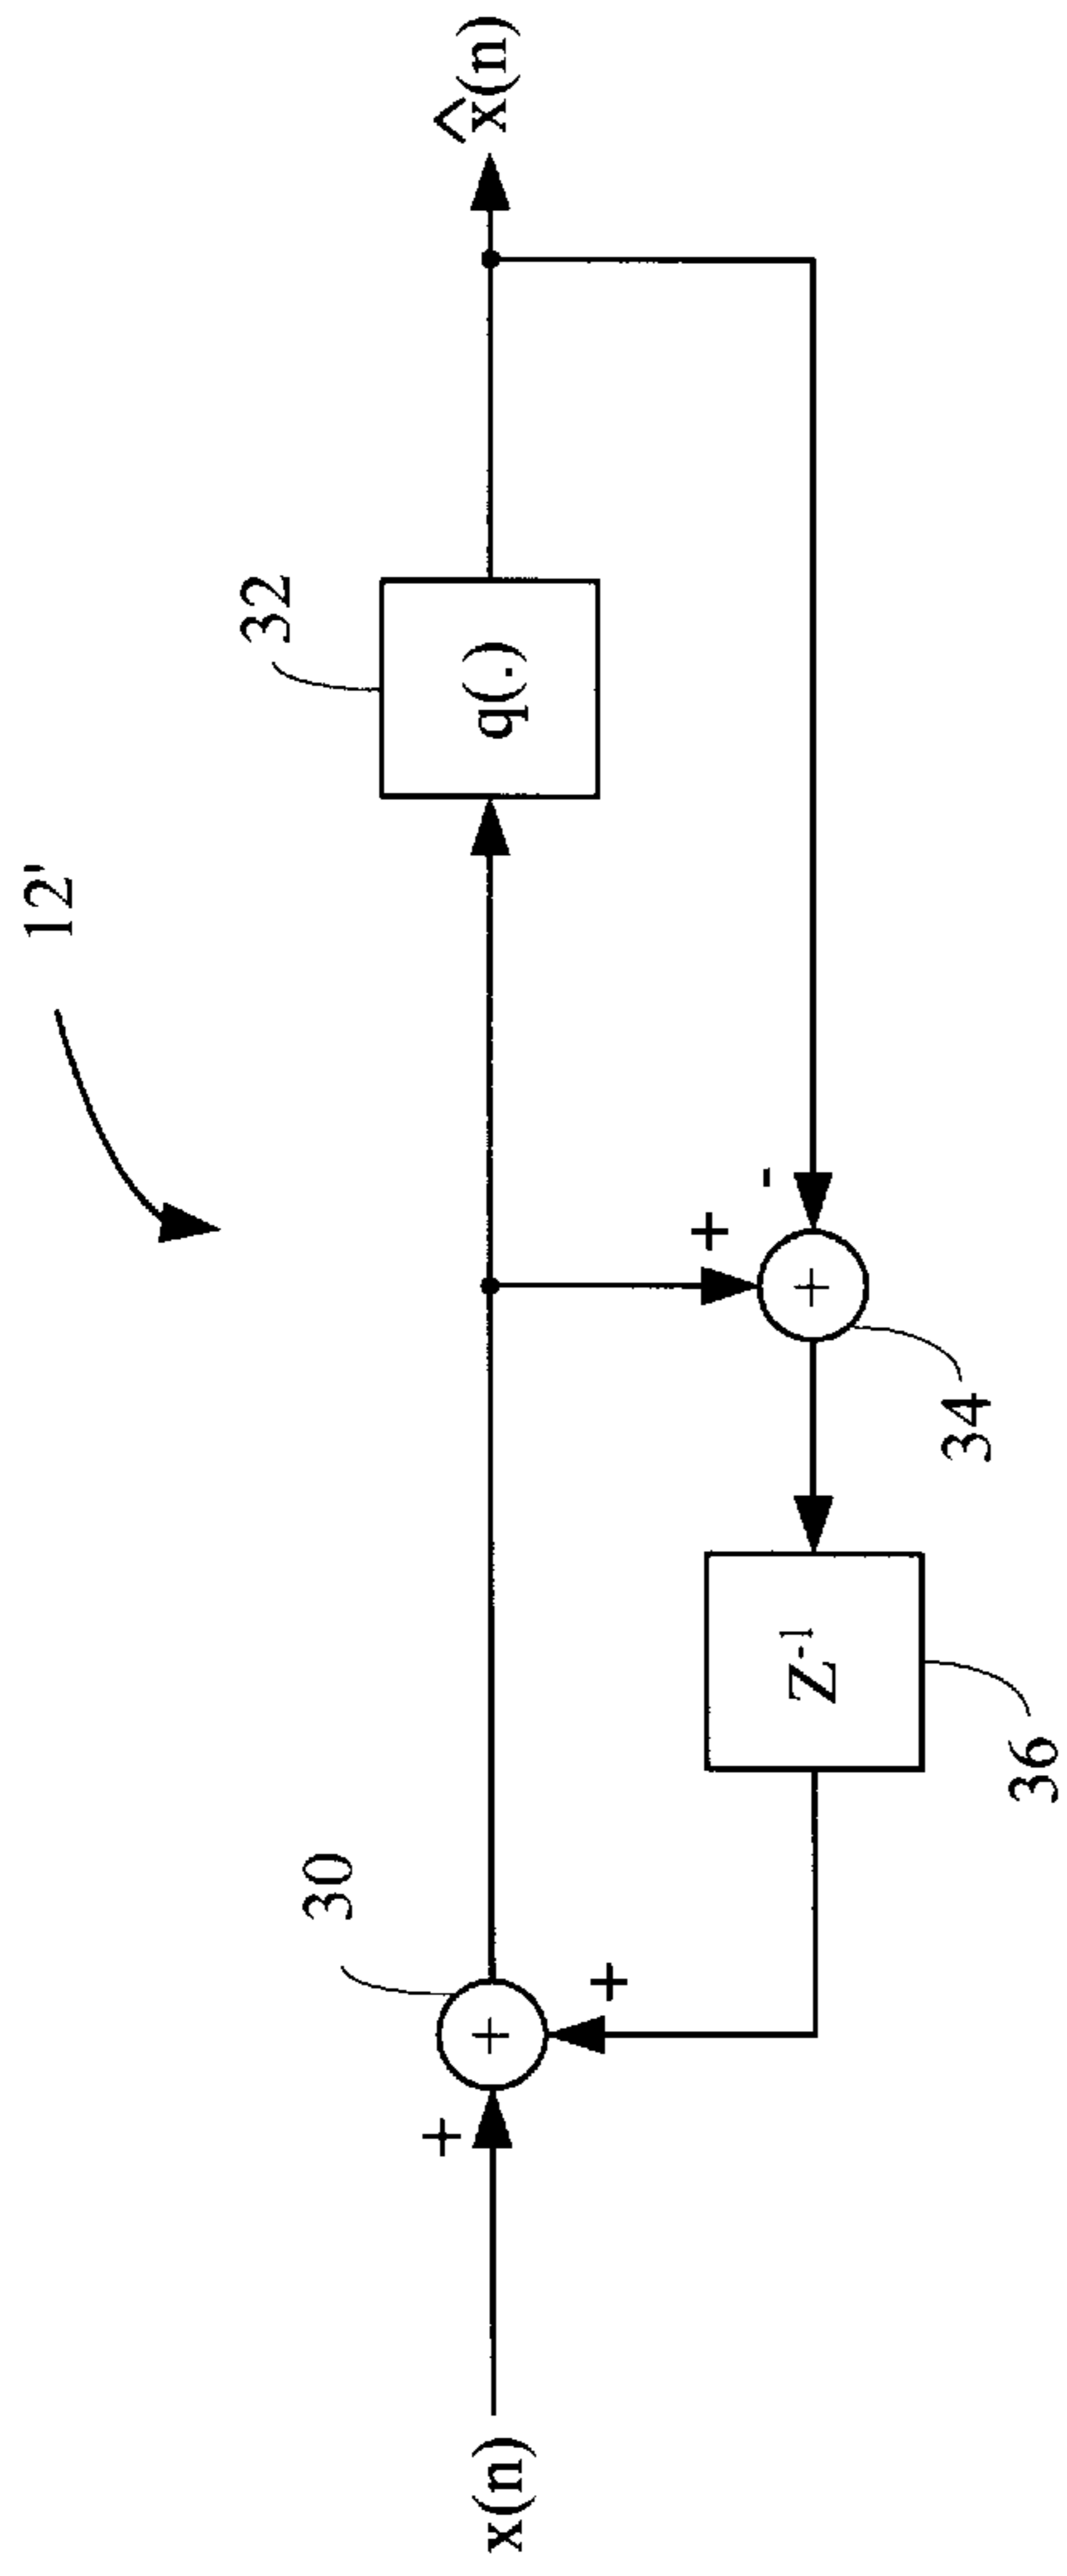 12'
32
x(n)
+
30
+
q(.)
x̂(n)
+
+
-
Z⁻¹
+
34
36